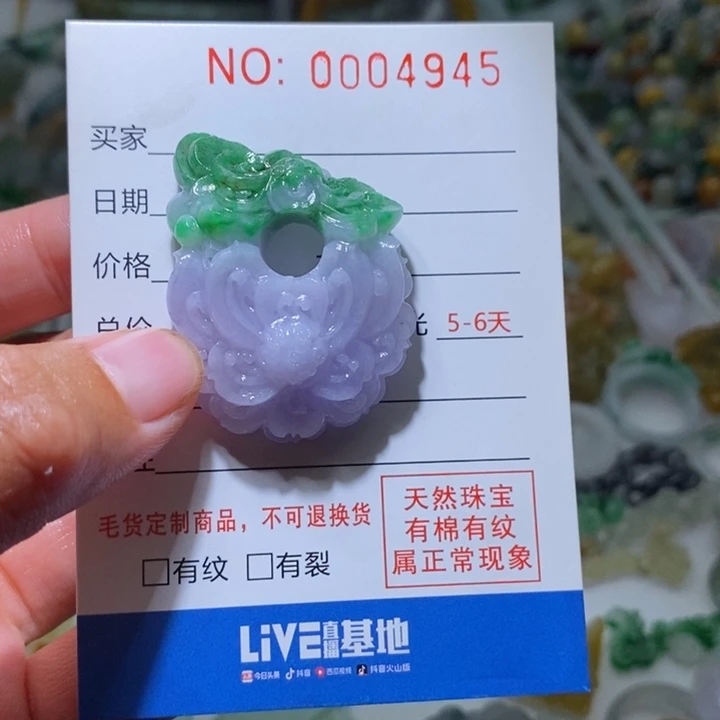 NO: 0004945
买家
日期
价格
总价
光 5-6天
毛货定制商品，不可退换货
□有纹 □有裂
天然珠宝
有棉有纹
属正常现象
LiVE直播基地
今日头条 抖音 西瓜视频 抖音火山版